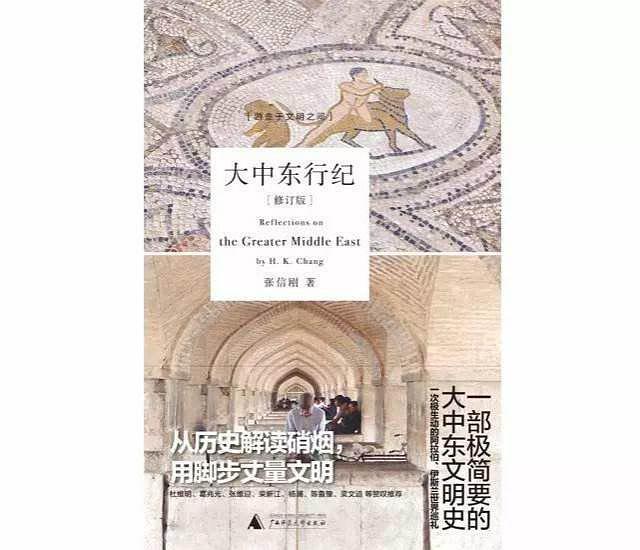 [游走于文明之间]
大中东行纪
[修订版]
Reflections on
the Greater Middle East
by H. K. Chang
张信刚 著
一部极简要的
大中东文明史
一次极生动的阿拉伯、伊斯兰世界巡礼
从历史解读硝烟，
用脚步丈量文明
杜维明、葛兆光、张维迎、荣新江、杨澜、陈鲁豫、梁文道 等赞叹推荐
广西师范大学出版社